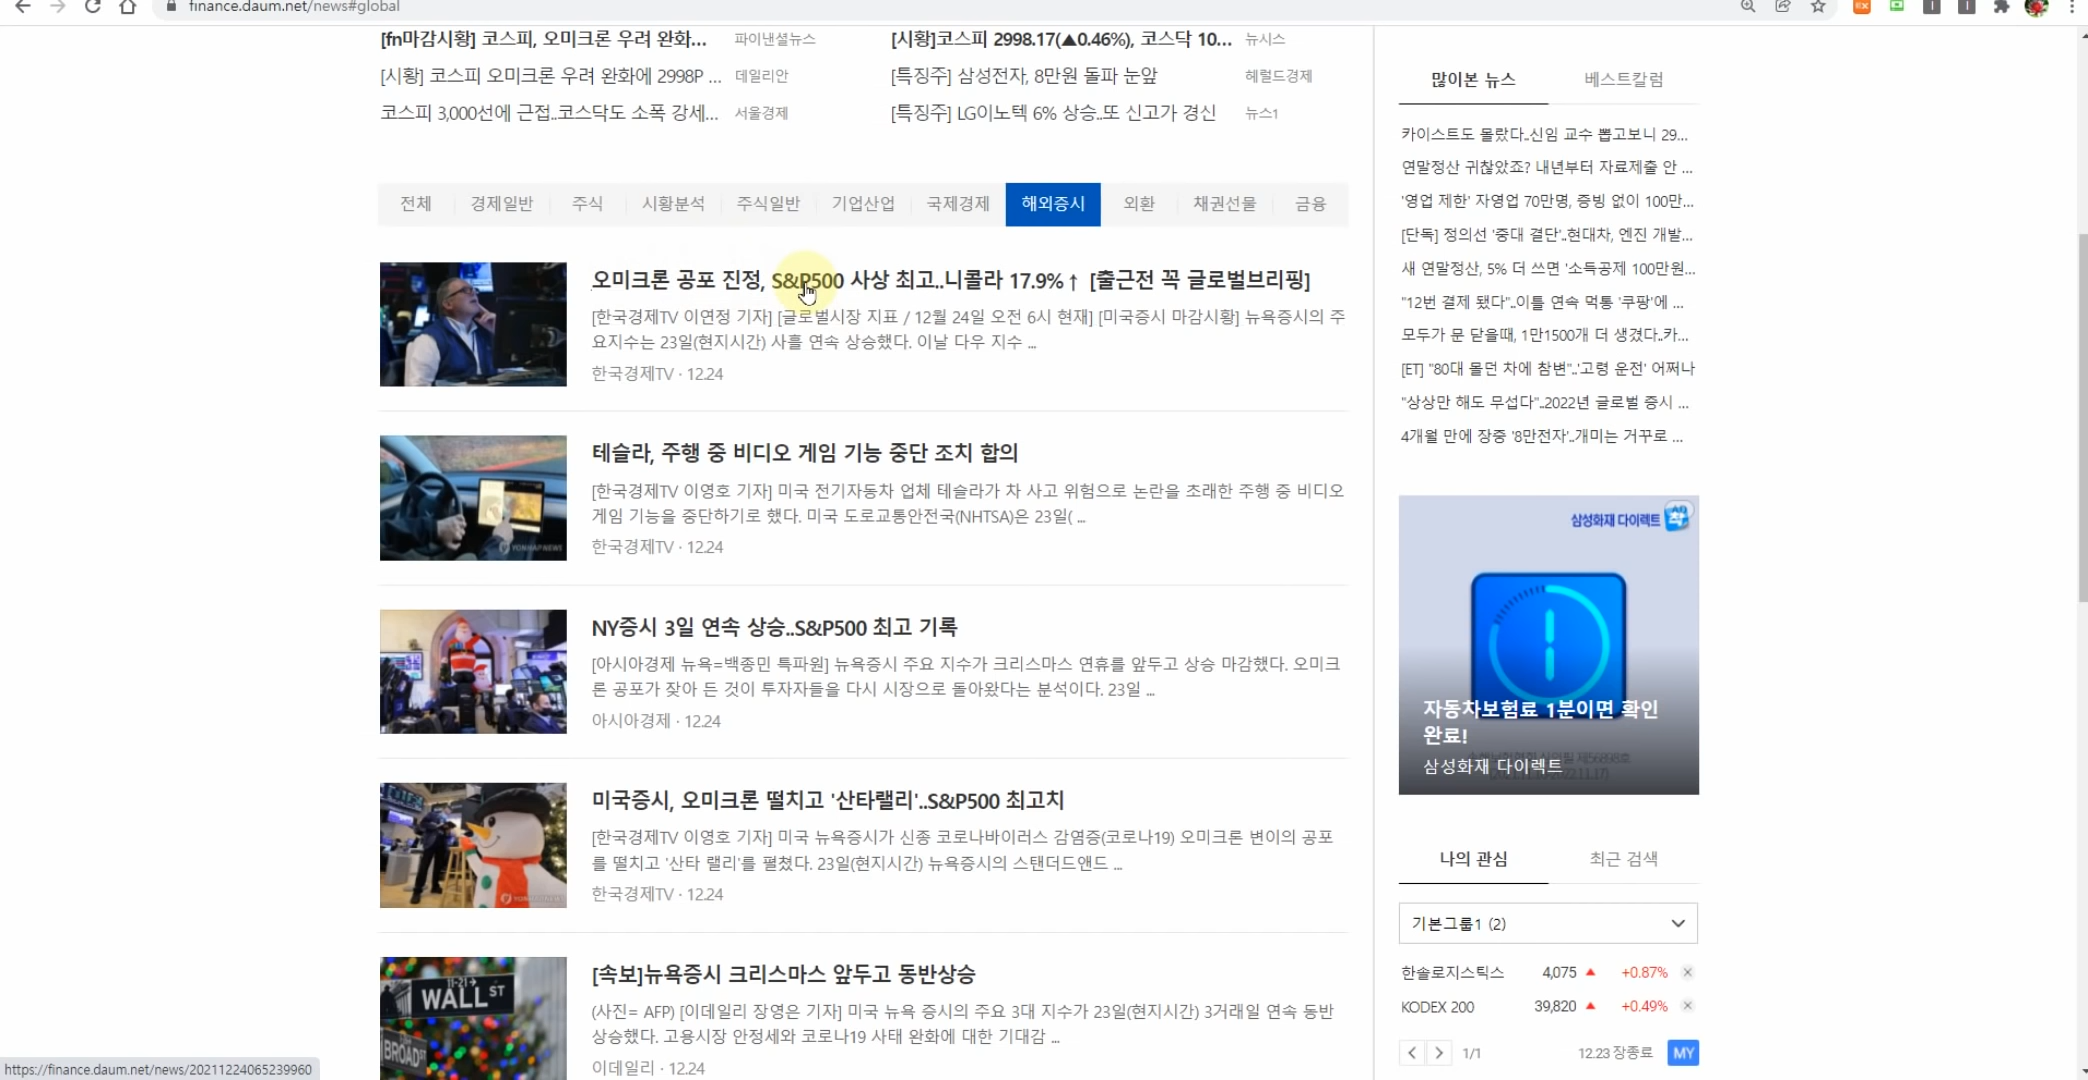 finance.daum.net/news#global
[fn마감시황] 코스피, 오미크론 우려 완화... 파이낸셜뉴스
[시황]코스피 2998.17(▲0.46%), 코스닥 10... 뉴시스
[시황] 코스피 오미크론 우려 완화에 2998P ... 데일리안
[특징주] 삼성전자, 8만원 돌파 눈앞 헤럴드경제
코스피 3,000선에 근접..코스닥도 소폭 강세... 서울경제
[특징주] LG이노텍 6% 상승..또 신고가 경신 뉴스1
전체 경제일반 주식 시황분석 주식일반 기업산업 국제경제 해외증시 외환 채권선물 금융
오미크론 공포 진정, S&P500 사상 최고..니콜라 17.9%↑ [출근전 꼭 글로벌브리핑]
[한국경제TV 이연정 기자] [글로벌시장 지표 / 12월 24일 오전 6시 현재] [미국증시 마감시황] 뉴욕증시의 주
요지수는 23일(현지시간) 사흘 연속 상승했다. 이날 다우 지수 ...
한국경제TV · 12.24
테슬라, 주행 중 비디오 게임 기능 중단 조치 합의
[한국경제TV 이영호 기자] 미국 전기자동차 업체 테슬라가 차 사고 위험으로 논란을 초래한 주행 중 비디오
게임 기능을 중단하기로 했다. 미국 도로교통안전국(NHTSA)은 23일( ...
YONHAPNEWS
한국경제TV · 12.24
NY증시 3일 연속 상승..S&P500 최고 기록
[아시아경제 뉴욕=백종민 특파원] 뉴욕증시 주요 지수가 크리스마스 연휴를 앞두고 상승 마감했다. 오미크
론 공포가 잦아 든 것이 투자자들을 다시 시장으로 돌아왔다는 분석이다. 23일 ...
아시아경제 · 12.24
미국증시, 오미크론 떨치고 '산타랠리'..S&P500 최고치
[한국경제TV 이영호 기자] 미국 뉴욕증시가 신종 코로나바이러스 감염증(코로나19) 오미크론 변이의 공포
를 떨치고 '산타 랠리'를 펼쳤다. 23일(현지시간) 뉴욕증시의 스탠더드앤드 ...
한국경제TV · 12.24
[속보]뉴욕증시 크리스마스 앞두고 동반상승
(사진= AFP) [이데일리 장영은 기자] 미국 뉴욕 증시의 주요 3대 지수가 23일(현지시간) 3거래일 연속 동반
상승했다. 고용시장 안정세와 코로나19 사태 완화에 대한 기대감 ...
이데일리 · 12.24
WALL ST
BROAD ST
많이본 뉴스 베스트칼럼
카이스트도 몰랐다..신임 교수 뽑고보니 29...
연말정산 귀찮았죠? 내년부터 자료제출 안 ...
'영업 제한' 자영업 70만명, 증빙 없이 100만...
[단독] 정의선 '중대 결단'..현대차, 엔진 개발...
새 연말정산, 5% 더 쓰면 '소득공제 100만원...
"12번 결제 됐다"..이틀 연속 먹통 '쿠팡'에 ...
모두가 문 닫을때, 1만1500개 더 생겼다..카...
[ET] "80대 몰던 차에 참변"..'고령 운전' 어쩌나
"상상만 해도 무섭다"..2022년 글로벌 증시 ...
4개월 만에 장중 '8만전자'..개미는 거꾸로 ...
삼성화재 다이렉트 착
자동차보험료 1분이면 확인
완료!
삼성화재 다이렉트
나의 관심 최근 검색
기본그룹1 (2)
한솔로지스틱스 4,075 ▲ +0.87% ×
KODEX 200 39,820 ▲ +0.49% ×
1/1 12.23 장종료 MY
https://finance.daum.net/news/20211224065239960